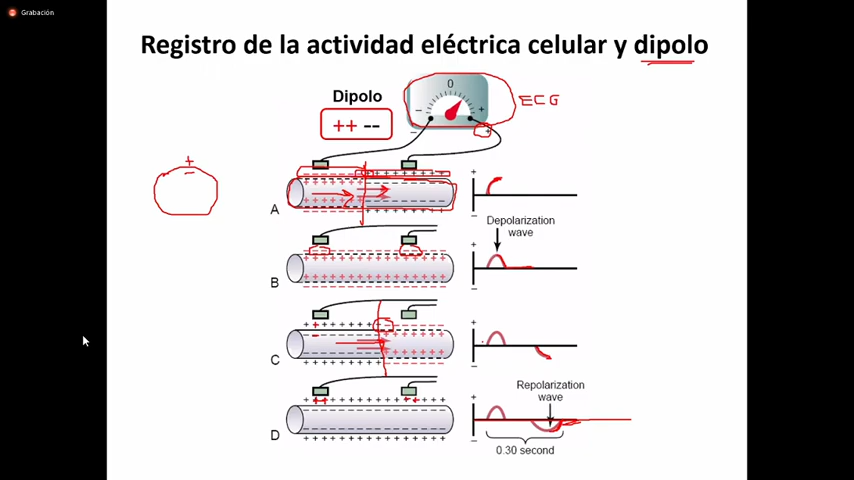 Grabación
Registro de la actividad eléctrica celular y dipolo
Dipolo
++ --
0
- +
- +
ECG
+
-
A
+
-
Depolarization
wave
B
+
-
C
+
-
Repolarization
wave
D
+
-
0.30 second